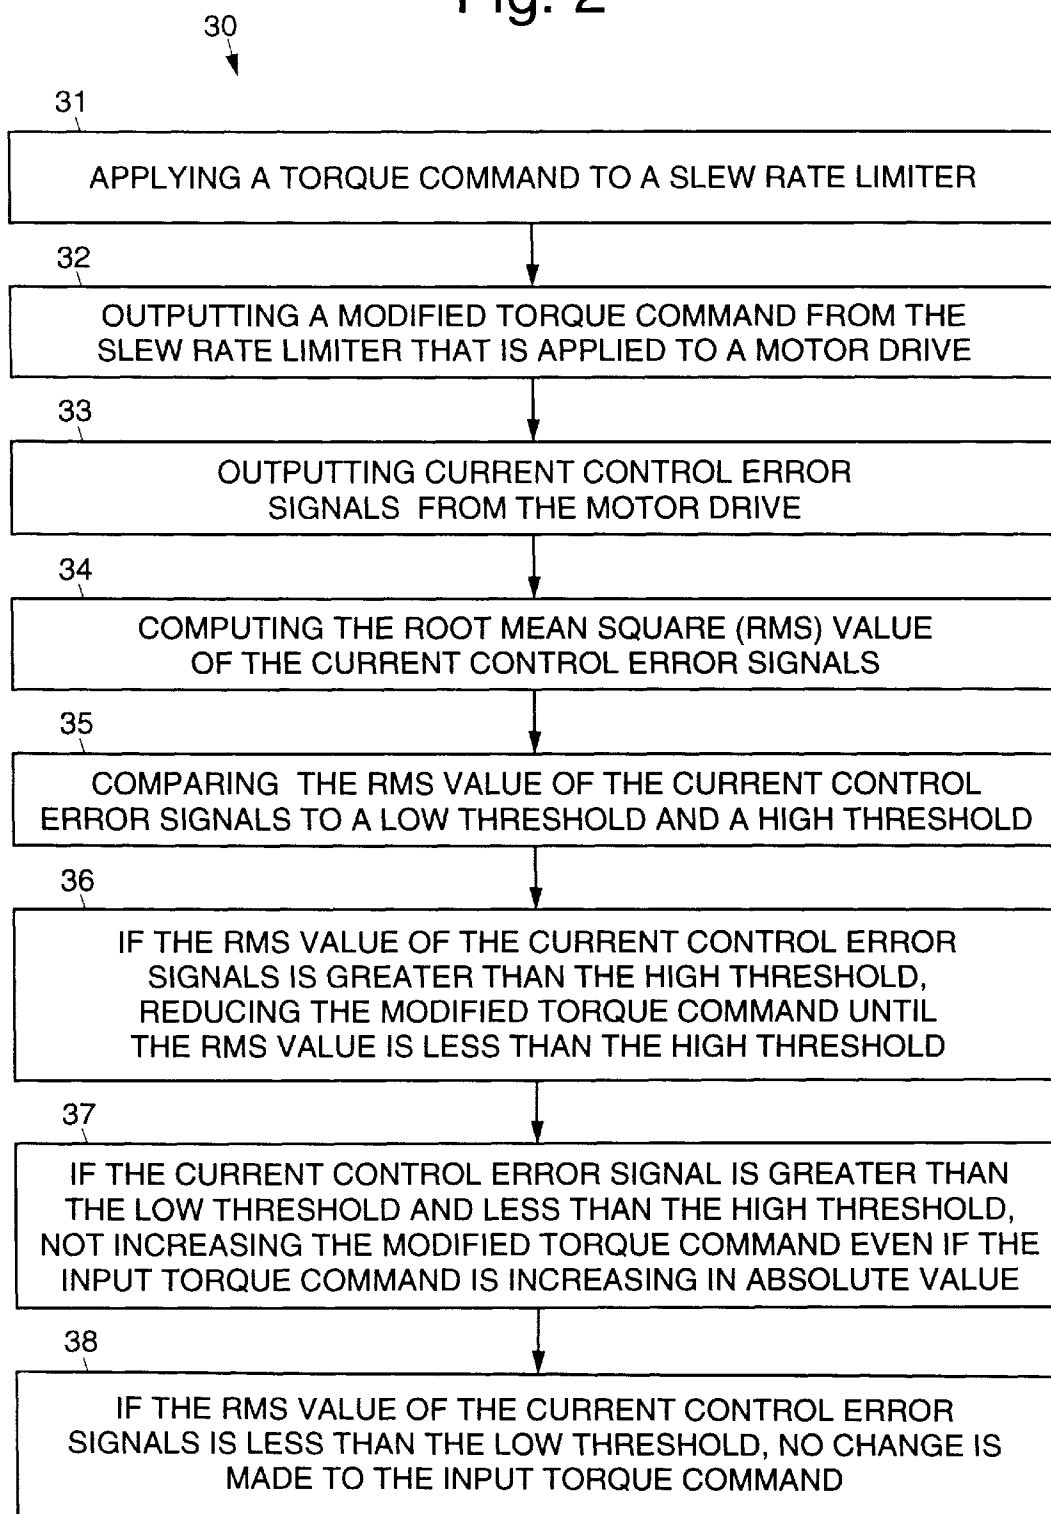 Fig. 2
30
31
APPLYING A TORQUE COMMAND TO A SLEW RATE LIMITER
32
OUTPUTTING A MODIFIED TORQUE COMMAND FROM THE
SLEW RATE LIMITER THAT IS APPLIED TO A MOTOR DRIVE
33
OUTPUTTING CURRENT CONTROL ERROR
SIGNALS FROM THE MOTOR DRIVE
34
COMPUTING THE ROOT MEAN SQUARE (RMS) VALUE
OF THE CURRENT CONTROL ERROR SIGNALS
35
COMPARING THE RMS VALUE OF THE CURRENT CONTROL
ERROR SIGNALS TO A LOW THRESHOLD AND A HIGH THRESHOLD
36
IF THE RMS VALUE OF THE CURRENT CONTROL ERROR
SIGNALS IS GREATER THAN THE HIGH THRESHOLD,
REDUCING THE MODIFIED TORQUE COMMAND UNTIL
THE RMS VALUE IS LESS THAN THE HIGH THRESHOLD
37
IF THE CURRENT CONTROL ERROR SIGNAL IS GREATER THAN
THE LOW THRESHOLD AND LESS THAN THE HIGH THRESHOLD,
NOT INCREASING THE MODIFIED TORQUE COMMAND EVEN IF THE
INPUT TORQUE COMMAND IS INCREASING IN ABSOLUTE VALUE
38
IF THE RMS VALUE OF THE CURRENT CONTROL ERROR
SIGNALS IS LESS THAN THE LOW THRESHOLD, NO CHANGE IS
MADE TO THE INPUT TORQUE COMMAND